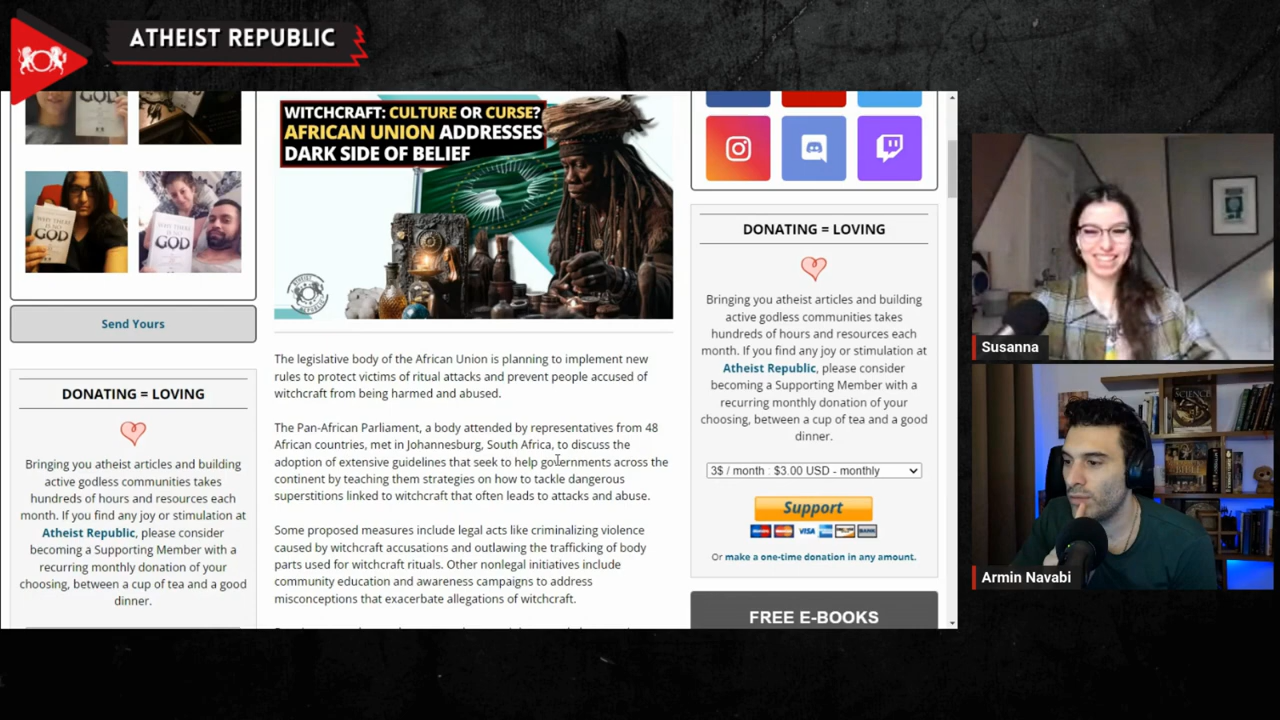 ATHEIST REPUBLIC
WITCHCRAFT: CULTURE OR CURSE?
AFRICAN UNION ADDRESSES
DARK SIDE OF BELIEF
GOD
GOD
Send Yours
DONATING = LOVING
Bringing you atheist articles and building
active godless communities takes
hundreds of hours and resources each
month. If you find any joy or stimulation at
Atheist Republic, please consider
becoming a Supporting Member with a
recurring monthly donation of your
choosing, between a cup of tea and a good
dinner.
The legislative body of the African Union is planning to implement new
rules to protect victims of ritual attacks and prevent people accused of
witchcraft from being harmed and abused.
The Pan-African Parliament, a body attended by representatives from 48
African countries, met in Johannesburg, South Africa, to discuss the
adoption of extensive guidelines that seek to help governments across the
continent by teaching them strategies on how to tackle dangerous
superstitions linked to witchcraft that often leads to attacks and abuse.
Some proposed measures include legal acts like criminalizing violence
caused by witchcraft accusations and outlawing the trafficking of body
parts used for witchcraft rituals. Other nonlegal initiatives include
community education and awareness campaigns to address
misconceptions that exacerbate allegations of witchcraft.
DONATING = LOVING
Bringing you atheist articles and building
active godless communities takes
hundreds of hours and resources each
month. If you find any joy or stimulation at
Atheist Republic, please consider
becoming a Supporting Member with a
recurring monthly donation of your
choosing, between a cup of tea and a good
dinner.
3$ / month : $3.00 USD - monthly
Support
VISA
Or make a one-time donation in any amount.
FREE E-BOOKS
Susanna
SCIENCE
Armin Navabi